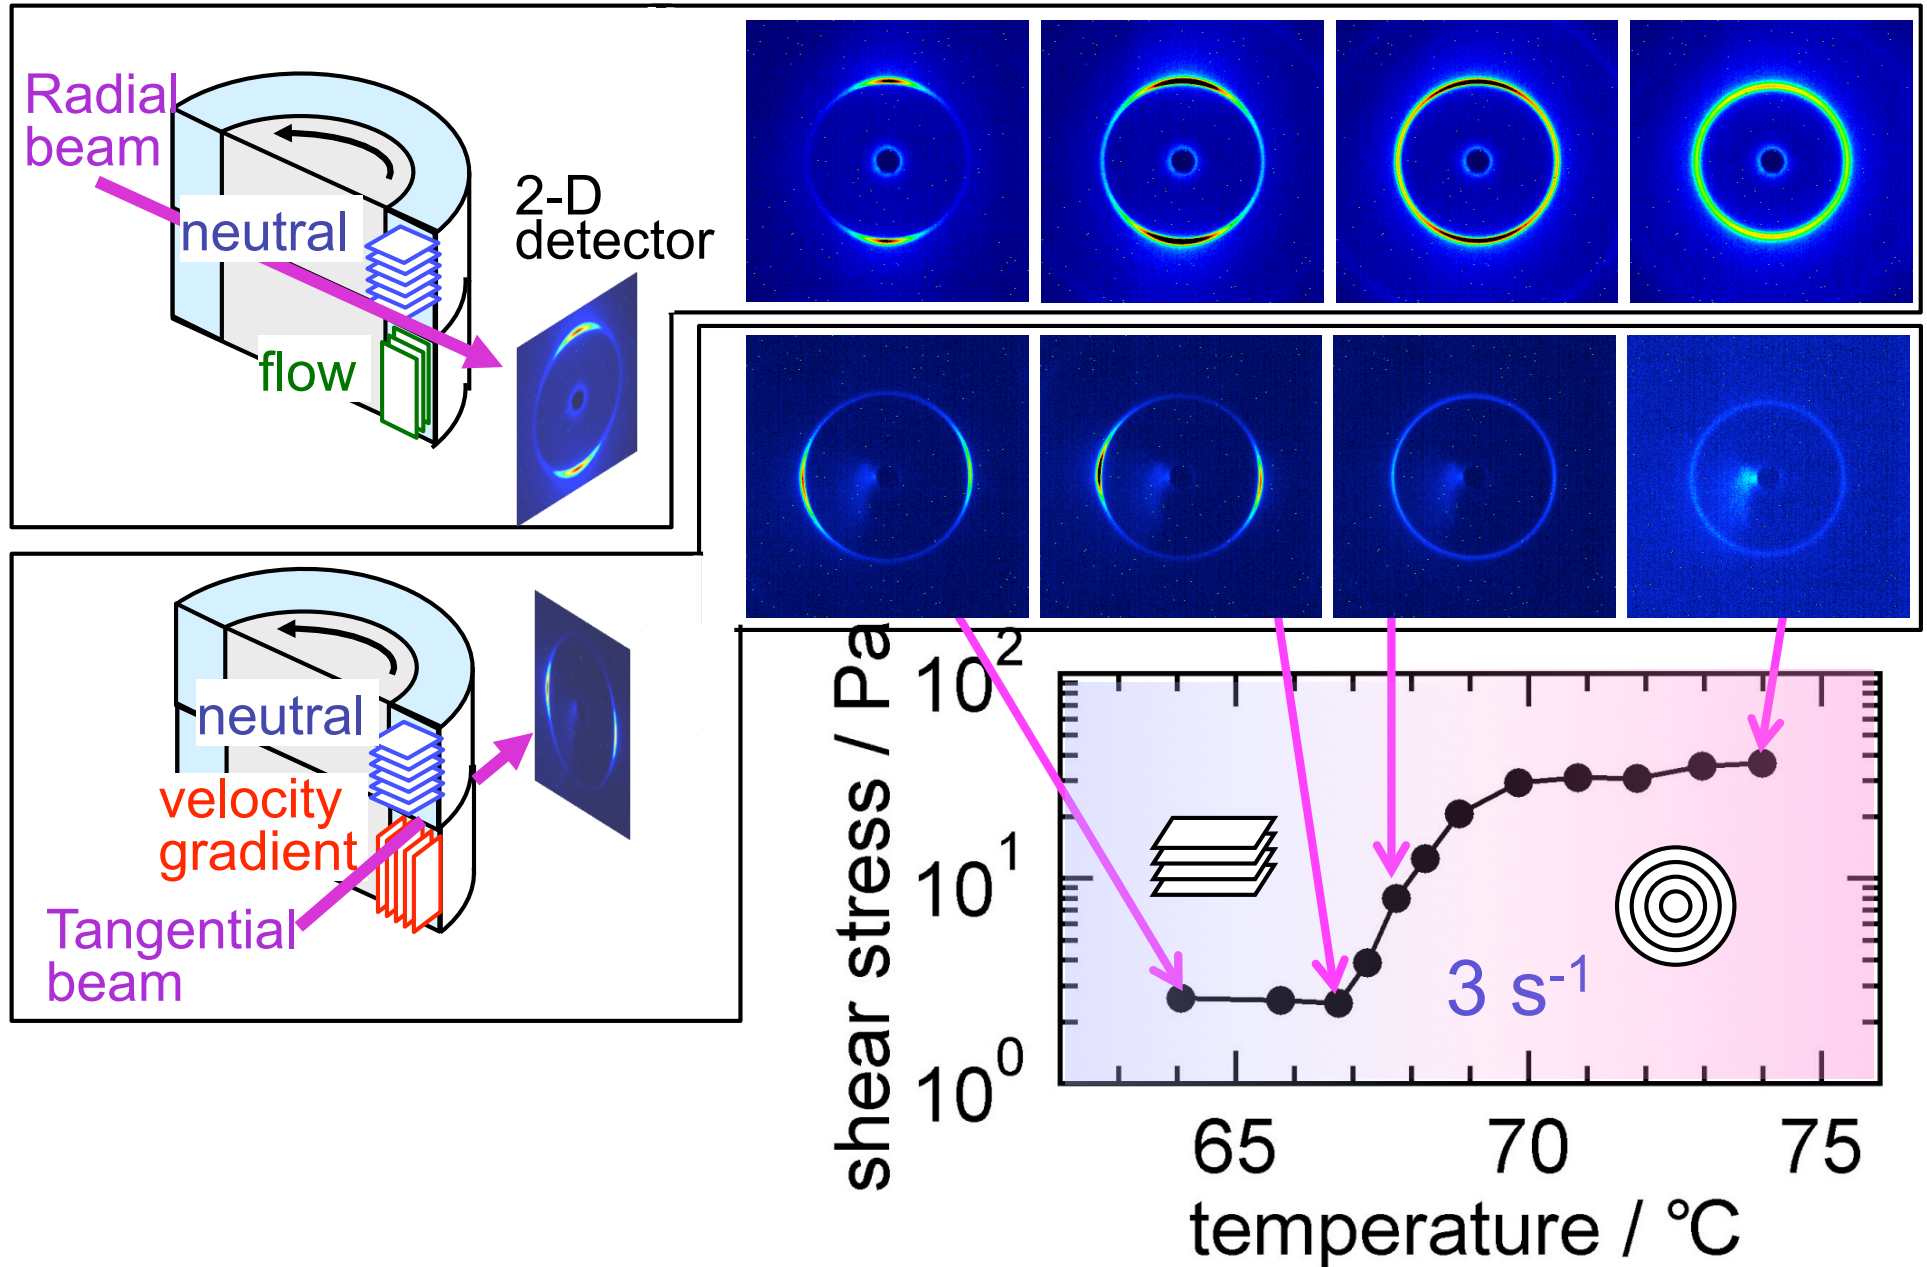 Radial
beam
neutral
flow
2-D
detector
neutral
velocity
gradient
Tangential
beam
shear stress / Pa
10²
10¹
10⁰
3 s⁻¹
65 70 75
temperature / °C